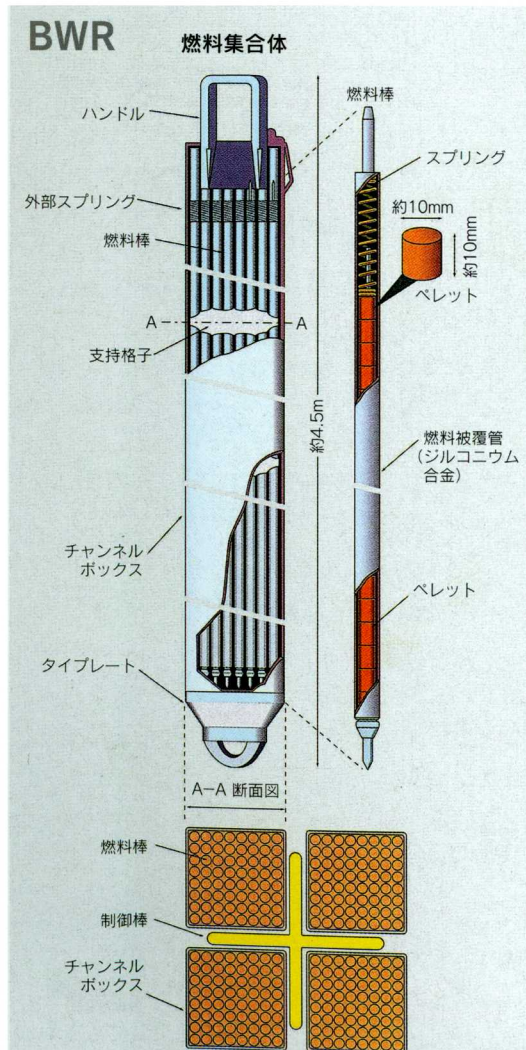 BWR
燃料集合体
ハンドル
外部スプリング
燃料棒
A
A
支持格子
チャンネル
ボックス
タイプレート
約4.5m
燃料棒
スプリング
約10mm
約10mm
ペレット
燃料被覆管
(ジルコニウム
合金)
ペレット
A−A 断面図
燃料棒
制御棒
チャンネル
ボックス